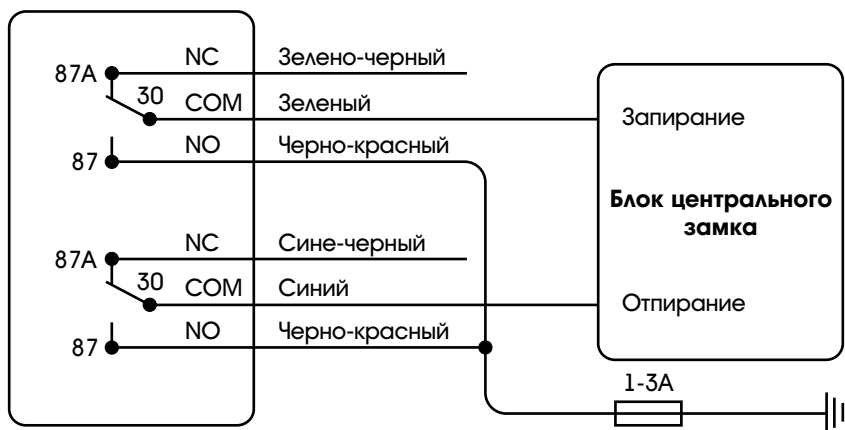 87A NC Зелено-черный
30 COM Зеленый
87 NO Черно-красный
87A NC Сине-черный
30 COM Синий
87 NO Черно-красный
Запирание
Блок центрального
замка
Отпирание
1-3А